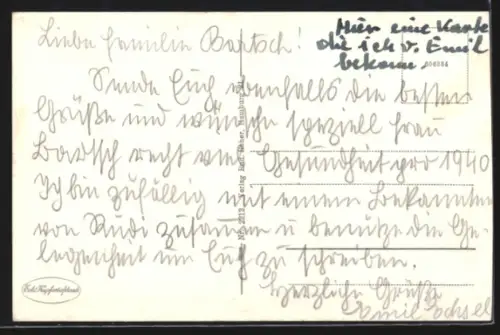 Hier eine Karte
die ich v. Emil
bekam.
Liebe Familie Bartsch!
Sende Euch ebenfalls die besten
Grüße und wünsche speziell Frau
Bartsch recht viel Gesundheit pro 1940
Ich bin zufällig mit einem Bekannten
von Rudi zusammen u benütze die Ge-
legenheit um Euch zu schreiben.
Herzliche Grüße
Emil